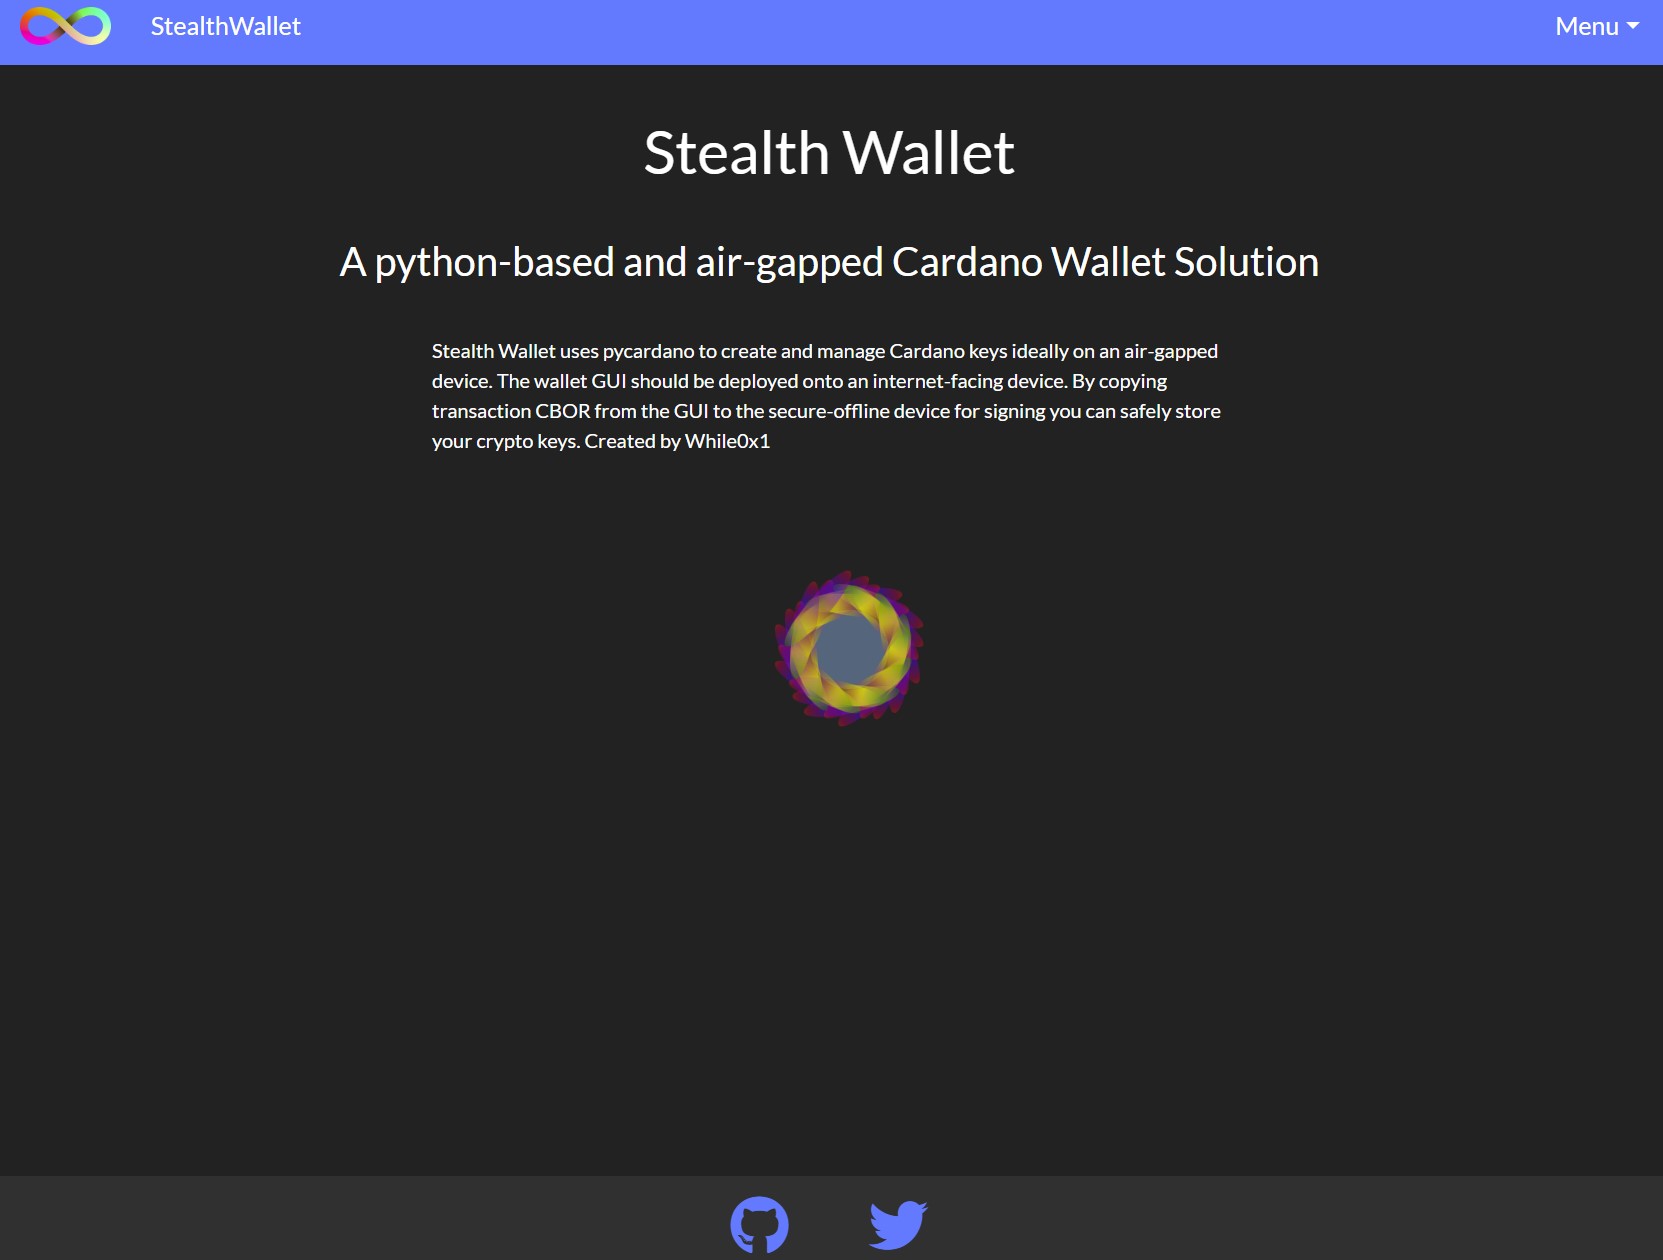 StealthWallet
Menu
Stealth Wallet
A python-based and air-gapped Cardano Wallet Solution
Stealth Wallet uses pycardano to create and manage Cardano keys ideally on an air-gapped
device. The wallet GUI should be deployed onto an internet-facing device. By copying
transaction CBOR from the GUI to the secure-offline device for signing you can safely store
your crypto keys. Created by While0x1